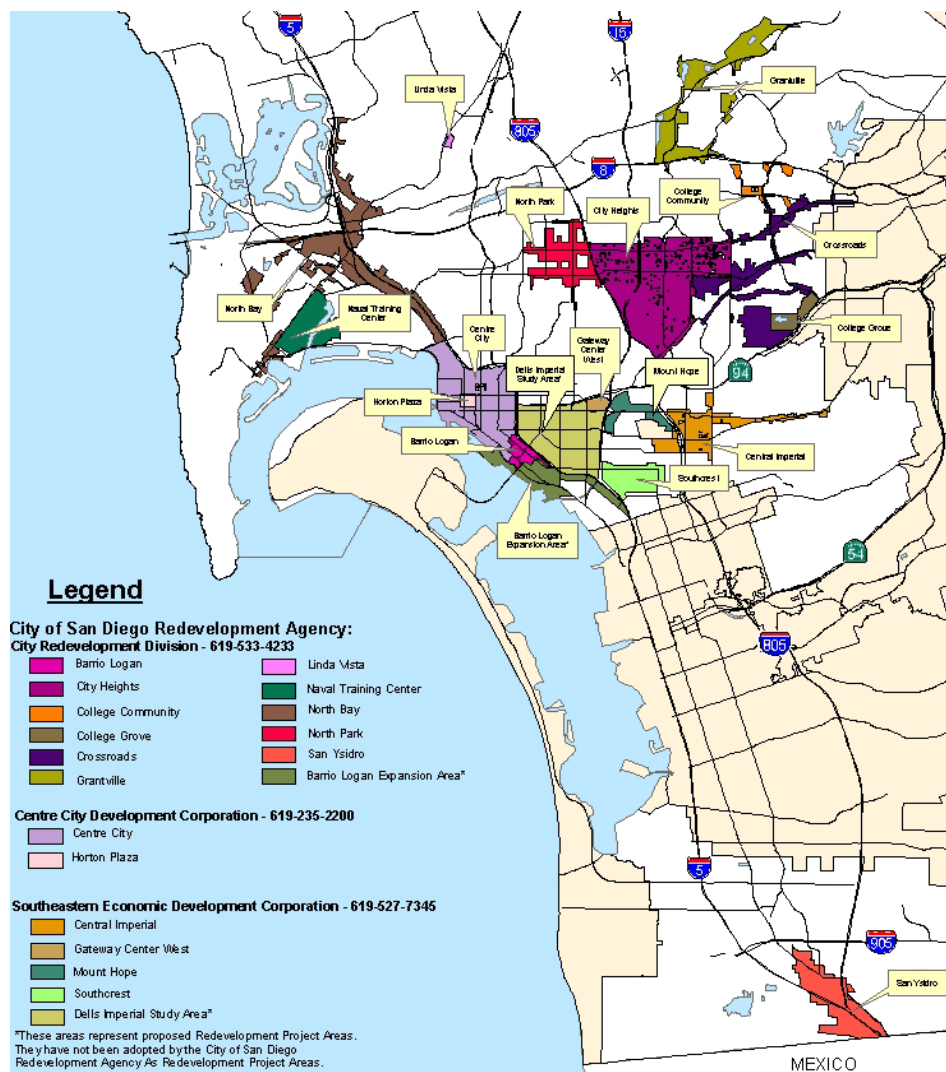 5
15
Linda Vista
Grantville
805
8
North Park
City Heights
College
Community
Crossroads
North Bay
Naval Training
Center
Centre
City
Gateway
Center
West
College Grove
Dells Imperial
Study Area*
Mount Hope
94
Horton Plaza
Barrio Logan
Central Imperial
Southcrest
Barrio Logan
Expansion Area*
54
805
5
905
San Ysidro
MEXICO
Legend
City of San Diego Redevelopment Agency:
City Redevelopment Division - 619-533-4233
Barrio Logan
City Heights
College Community
College Grove
Crossroads
Grantville
Linda Vista
Naval Training Center
North Bay
North Park
San Ysidro
Barrio Logan Expansion Area*
Centre City Development Corporation - 619-235-2200
Centre City
Horton Plaza
Southeastern Economic Development Corporation - 619-527-7345
Central Imperial
Gateway Center West
Mount Hope
Southcrest
Dells Imperial Study Area*
*These areas represent proposed Redevelopment Project Areas.
They have not been adopted by the City of San Diego
Redevelopment Agency As Redevelopment Project Areas.